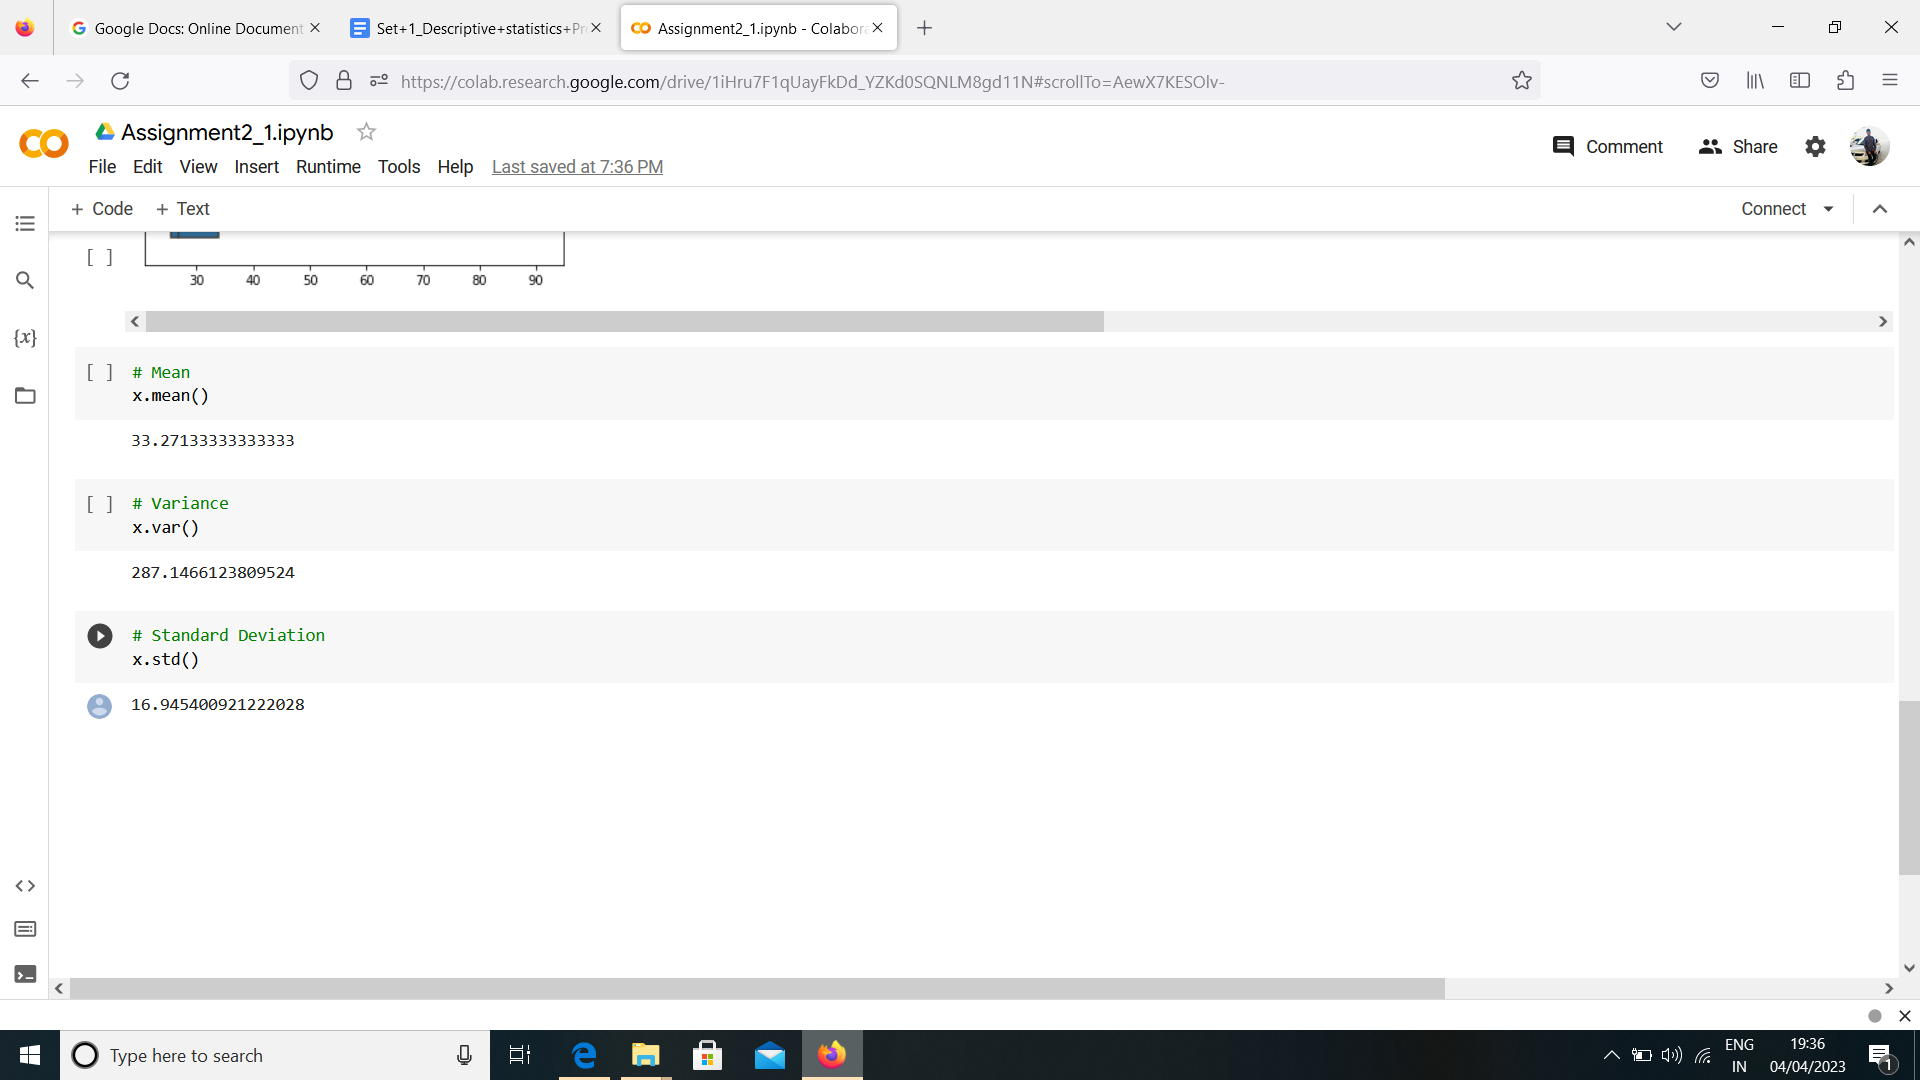 Google Docs: Online Document
Set+1_Descriptive+statistics+Pr
Assignment2_1.ipynb - Colabora
https://colab.research.google.com/drive/1iHru7F1qUayFkDd_YZKd0SQNLM8gd11N#scrollTo=AewX7KESOlv-
Assignment2_1.ipynb
Comment
Share
File Edit View Insert Runtime Tools Help Last saved at 7:36 PM
+ Code + Text
Connect
[ ]
30 40 50 60 70 80 90
[ ] # Mean
x.mean()
33.27133333333333
[ ] # Variance
x.var()
287.1466123809524
# Standard Deviation
x.std()
16.945400921222028
{x}
Type here to search
ENG
IN
19:36
04/04/2023
1